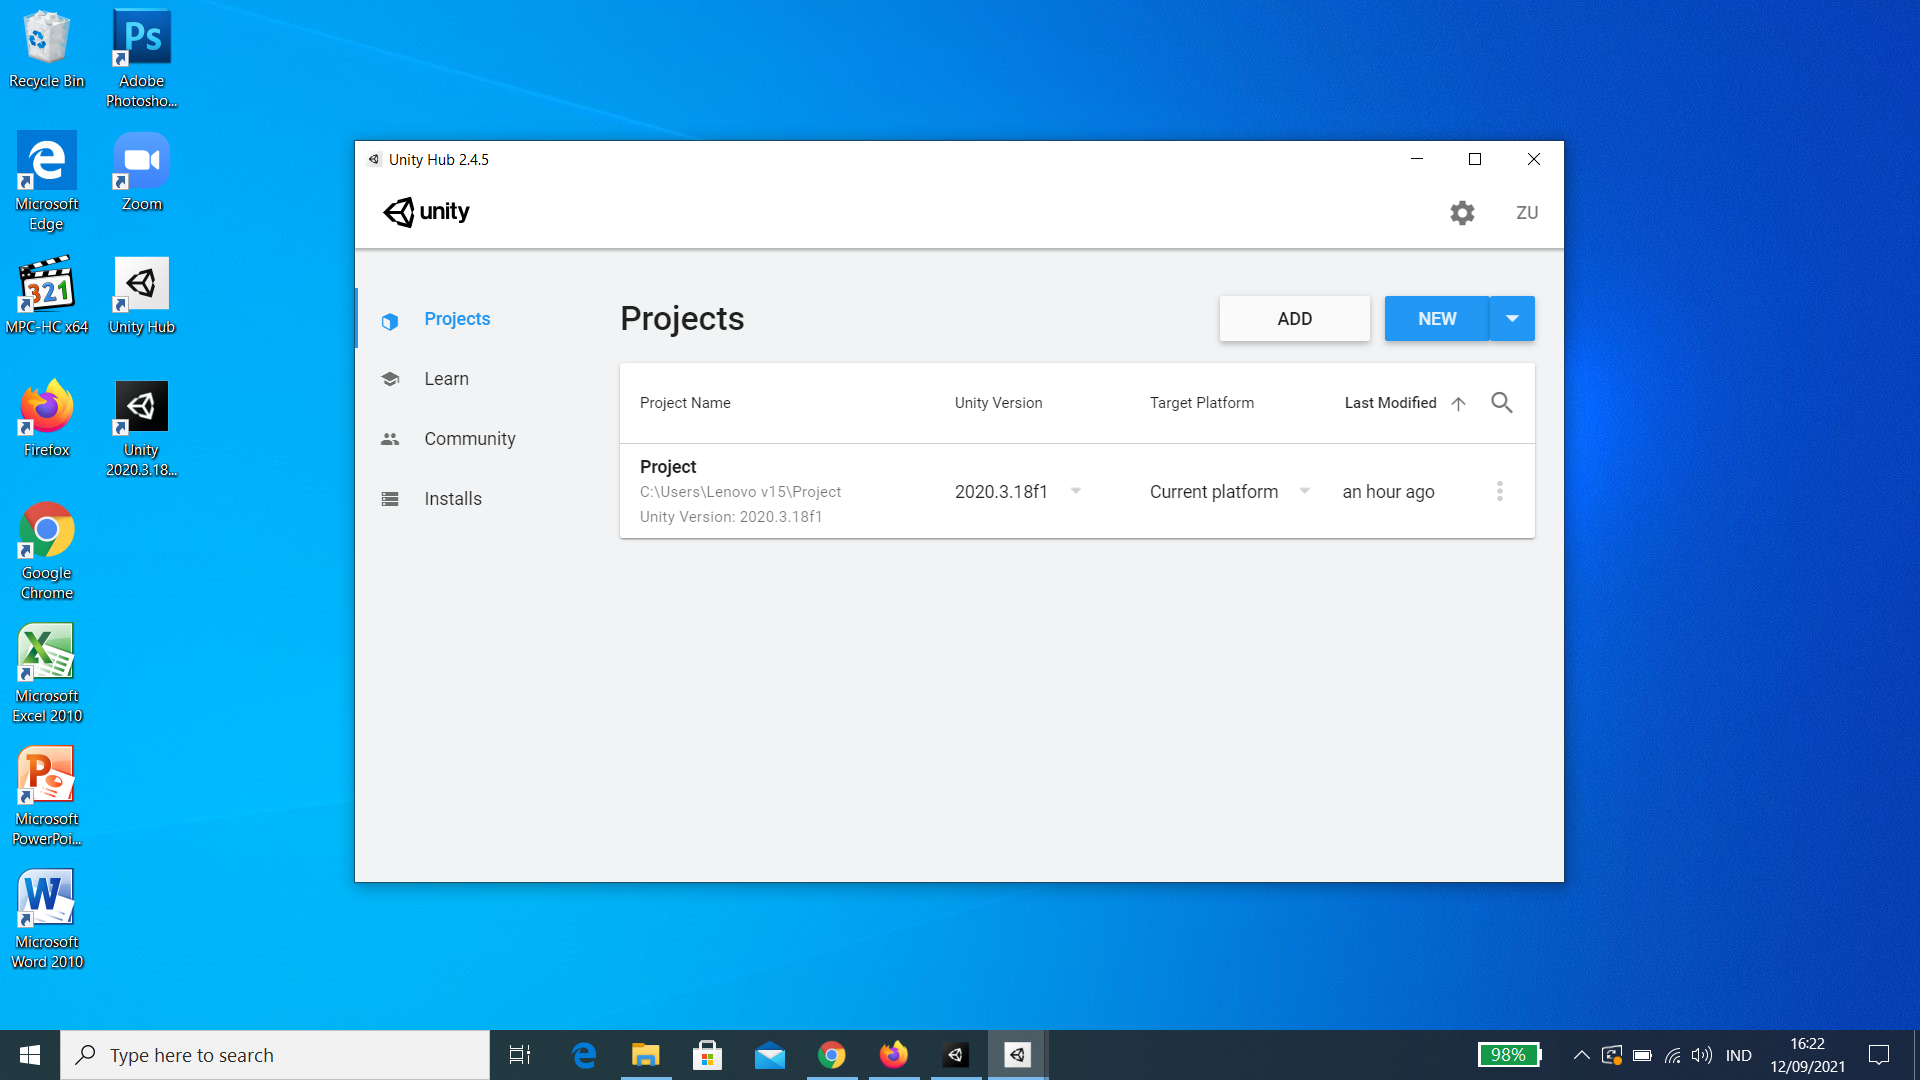 Recycle Bin
Ps
Adobe
Photosho...
Microsoft
Edge
Zoom
321
MPC-HC x64
Unity Hub
Firefox
Unity
2020.3.18...
Google
Chrome
Microsoft
Excel 2010
Microsoft
PowerPoi...
Microsoft
Word 2010
Unity Hub 2.4.5
unity
ZU
Projects
Learn
Community
Installs
Projects
ADD
NEW
Project Name Unity Version Target Platform Last Modified
Project
C:\Users\Lenovo v15\Project 2020.3.18f1 Current platform an hour ago
Unity Version: 2020.3.18f1
Type here to search
98%
IND
16:22
12/09/2021